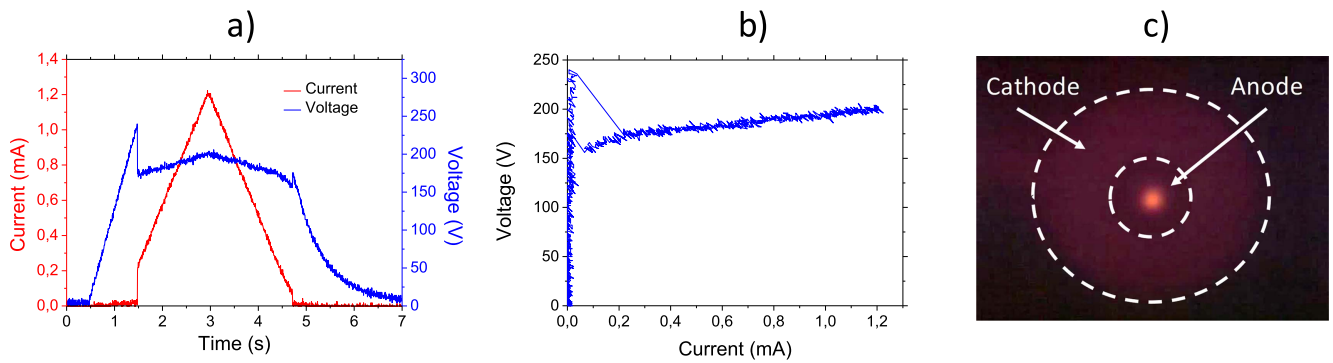 a)
1,4
1,2
1,0
0,8
0,6
0,4
0,2
0,0
Current (mA)
Current
Voltage
300
250
200
150
100
50
0
Voltage (V)
0 1 2 3 4 5 6 7
Time (s)
b)
250
200
150
100
50
0
Voltage (V)
0,0 0,2 0,4 0,6 0,8 1,0 1,2
Current (mA)
c)
Cathode
Anode